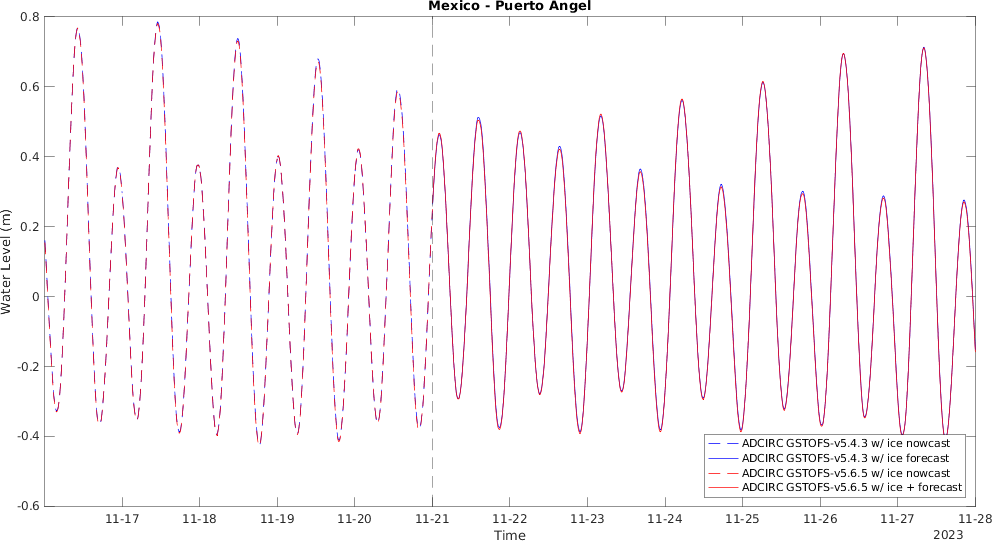 Mexico - Puerto Angel
0.8
0.6
0.4
0.2
0
-0.2
-0.4
-0.6
Water Level (m)
ADCIRC GSTOFS-v5.4.3 w/ ice nowcast
ADCIRC GSTOFS-v5.4.3 w/ ice forecast
ADCIRC GSTOFS-v5.6.5 w/ ice nowcast
ADCIRC GSTOFS-v5.6.5 w/ ice + forecast
11-17 11-18 11-19 11-20 11-21 11-22 11-23 11-24 11-25 11-26 11-27 11-28
Time
2023